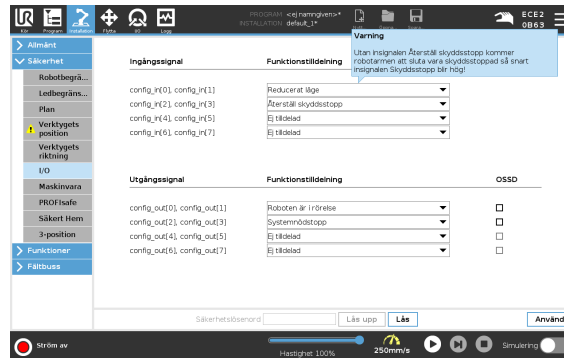 UR
PROGRAM <ej namngiven>*
INSTALLATION default_1*
ECE2
0B63
Kör
Program
Installation
Flytta
I/O
Logg
Varning
Utan insignalen Återställ skyddsstopp kommer
robotarmen att sluta vara skyddsstoppad så snart
insignalen Skyddsstopp blir hög!
Allmänt
Säkerhet
Robotbegrä...
Ledbegräns...
Plan
Verktygets
position
Verktygets
riktning
I/O
Maskinvara
PROFIsafe
Säkert Hem
3-position
Funktioner
Fältbuss
Ingångssignal Funktionstilldelning
config_in[0], config_in[1] Reducerat läge
config_in[2], config_in[3] Återställ skyddsstopp
config_in[4], config_in[5] Ej tilldelad
config_in[6], config_in[7] Ej tilldelad
Utgångssignal Funktionstilldelning OSSD
config_out[0], config_out[1] Roboten är i rörelse
config_out[2], config_out[3] Systemnödstopp
config_out[4], config_out[5] Ej tilldelad
config_out[6], config_out[7] Ej tilldelad
Säkerhetslösenord Lås upp Lås Använd
Ström av
Hastighet 100%
250mm/s
Simulering